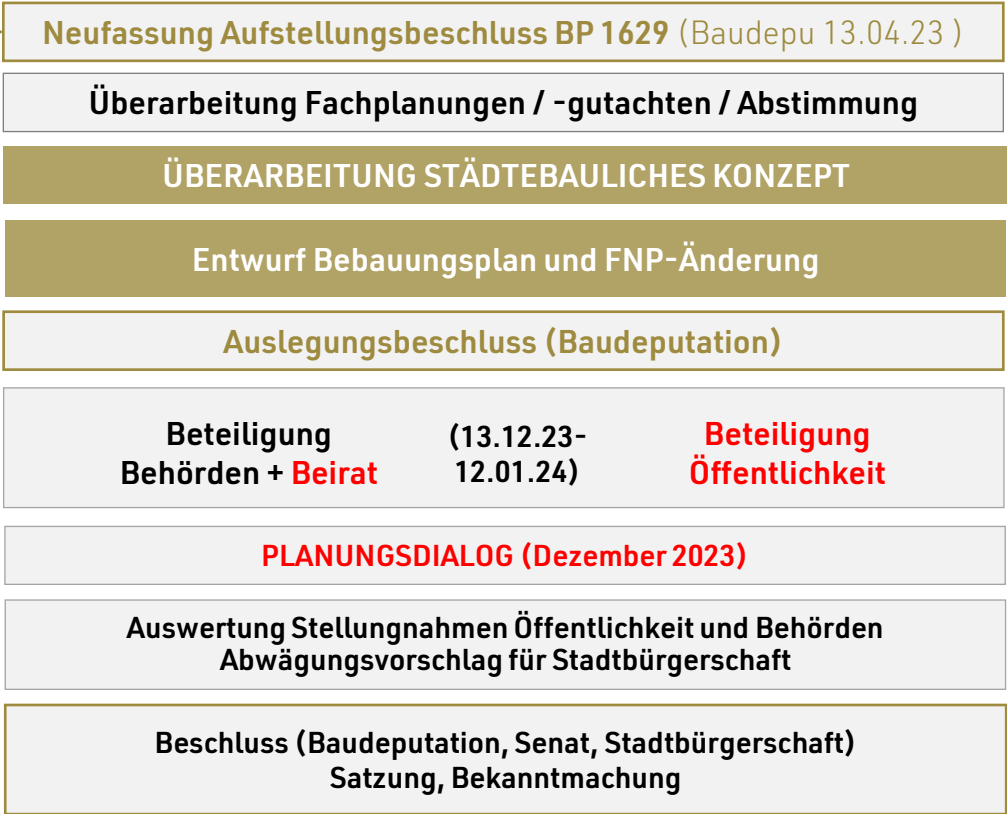 Neufassung Aufstellungsbeschluss BP 1629 (Baudepu 13.04.23 )
Überarbeitung Fachplanungen / -gutachten / Abstimmung
ÜBERARBEITUNG STÄDTEBAULICHES KONZEPT
Entwurf Bebauungsplan und FNP-Änderung
Auslegungsbeschluss (Baudeputation)
Beteiligung
Behörden + Beirat
(13.12.23-
12.01.24)
Beteiligung
Öffentlichkeit
PLANUNGSDIALOG (Dezember 2023)
Auswertung Stellungnahmen Öffentlichkeit und Behörden
Abwägungsvorschlag für Stadtbürgerschaft
Beschluss (Baudeputation, Senat, Stadtbürgerschaft)
Satzung, Bekanntmachung